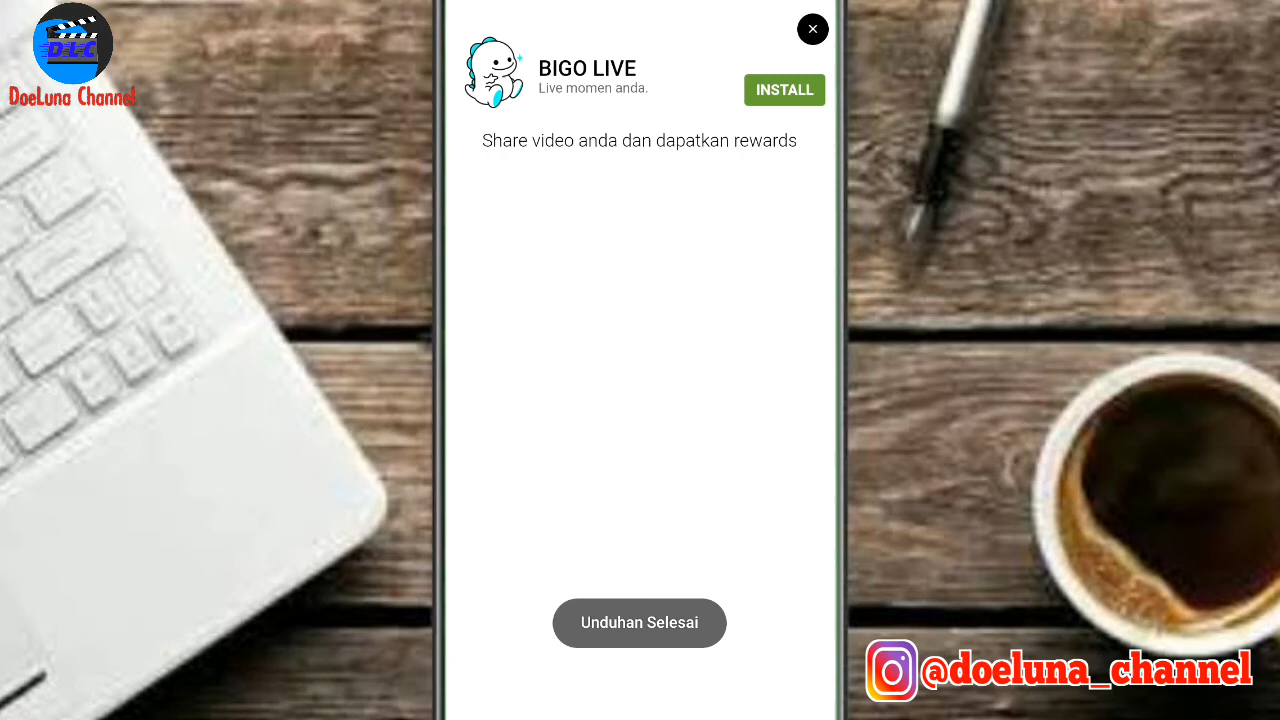 DLC
DoeLuna Channel
BIGO LIVE
Live momen anda.
INSTALL
Share video anda dan dapatkan rewards
Unduhan Selesai
@doeluna_channel